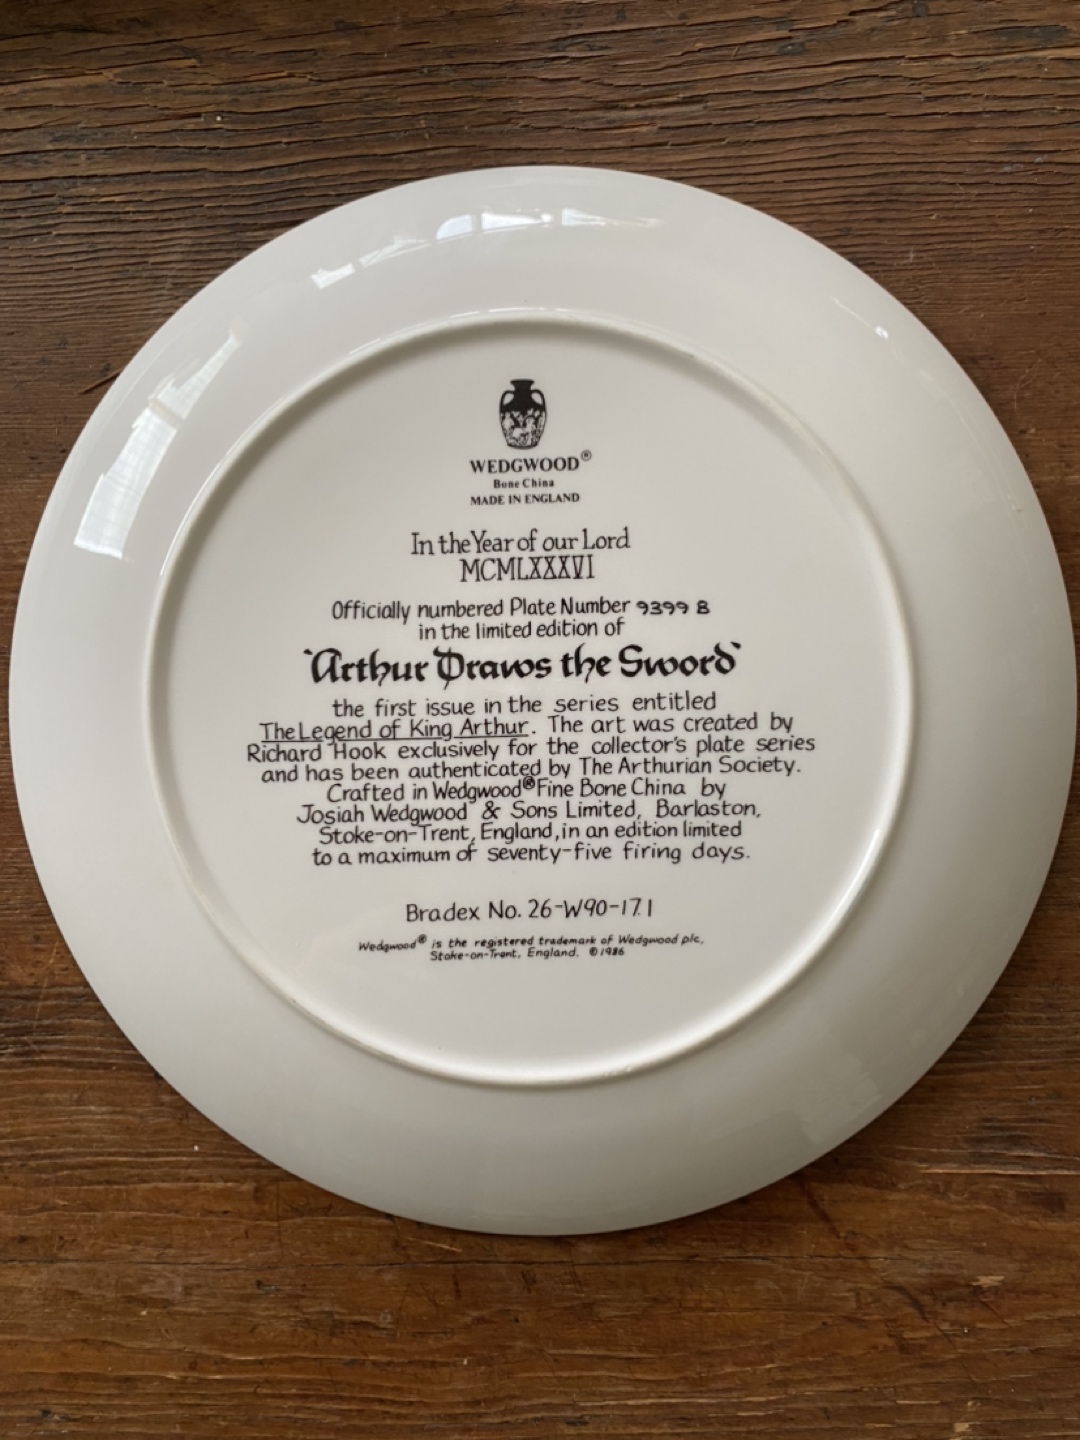 WEDGWOOD®
Bone China
MADE IN ENGLAND
In the Year of our Lord
MCMLXXXVI
Officially numbered Plate Number 9399 B
in the limited edition of
'Arthur Draws the Sword'
the first issue in the series entitled
The Legend of King Arthur. The art was created by
Richard Hook exclusively for the collector's plate series
and has been authenticated by The Arthurian Society.
Crafted in Wedgwood® Fine Bone China by
Josiah Wedgwood & Sons Limited, Barlaston,
Stoke-on-Trent, England, in an edition limited
to a maximum of seventy-five firing days.
Bradex No. 26-W90-17.1
Wedgwood® is the registered trademark of Wedgwood plc,
Stoke-on-Trent, England. ©1986